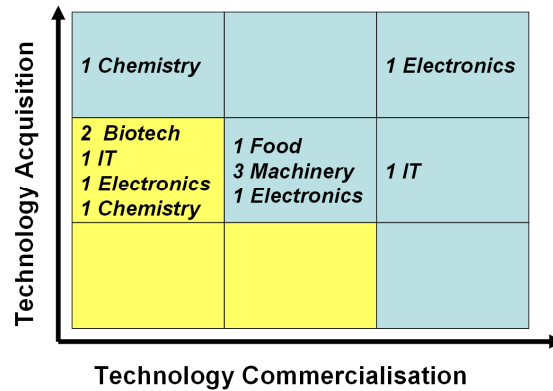 Technology Acquisition
1 Chemistry
1 Electronics
2 Biotech
1 IT
1 Electronics
1 Chemistry
1 Food
3 Machinery
1 Electronics
1 IT
Technology Commercialisation